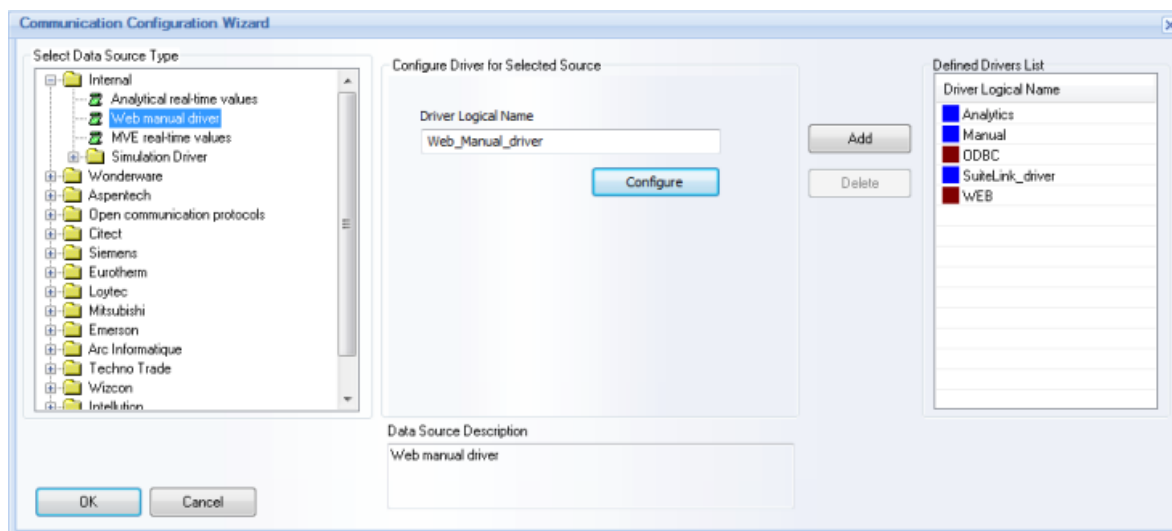 Communication Configuration Wizard
Select Data Source Type
Internal
Analytical real-time values
Web manual driver
MVE real-time values
Simulation Driver
Wonderware
Aspentech
Open communication protocols
Citect
Siemens
Eurotherm
Loytec
Mitsubishi
Emerson
Arc Informatique
Techno Trade
Wizcon
Intellution
OK
Cancel
Configure Driver for Selected Source
Driver Logical Name
Web_Manual_driver
Configure
Data Source Description
Web manual driver
Add
Delete
Defined Drivers List
Driver Logical Name
Analytics
Manual
ODBC
SuiteLink_driver
WEB